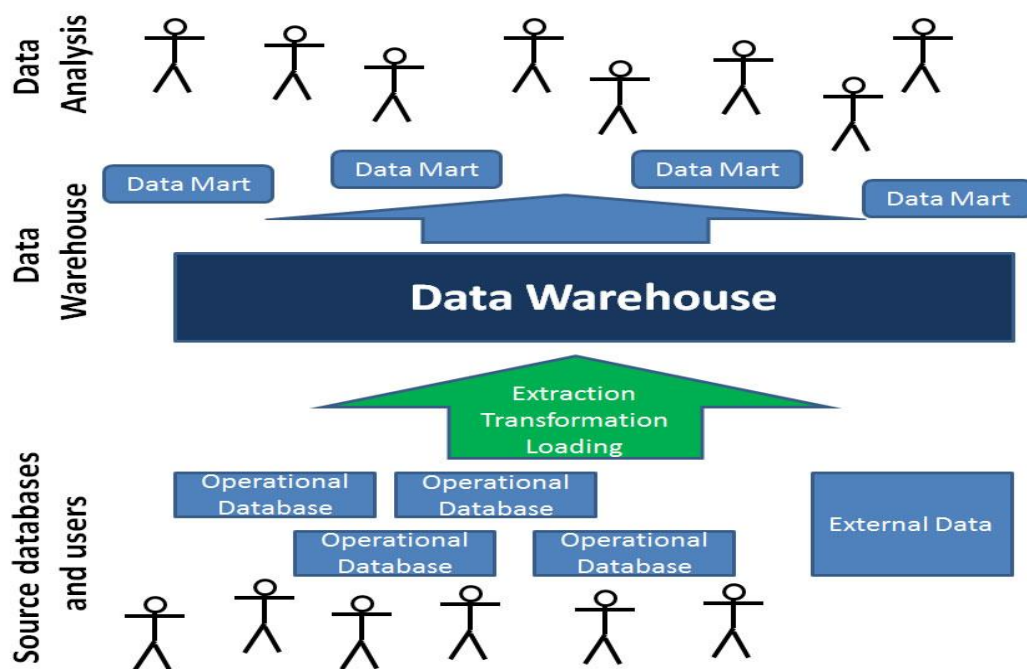 Data
Analysis
Data Mart
Data Mart
Data Mart
Data Mart
Data
Warehouse
Data Warehouse
Extraction
Transformation
Loading
Source databases
and users
Operational
Database
Operational
Database
External Data
Operational
Database
Operational
Database